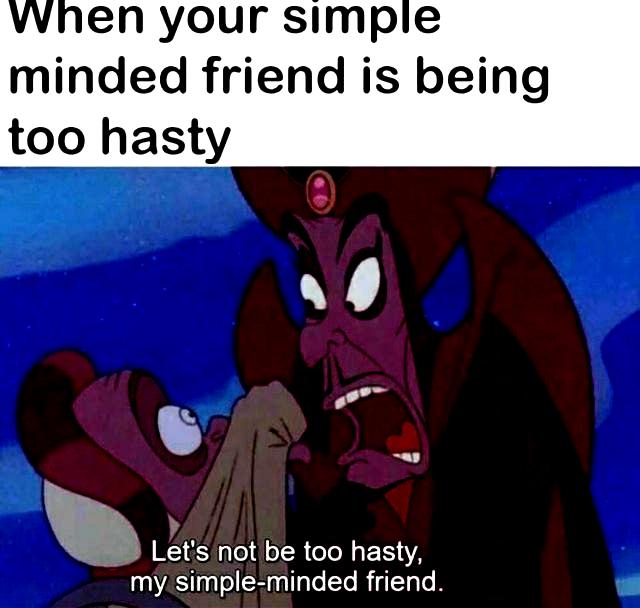 When your simple
minded friend is being
too hasty
Let's not be too hasty,
my simple-minded friend.